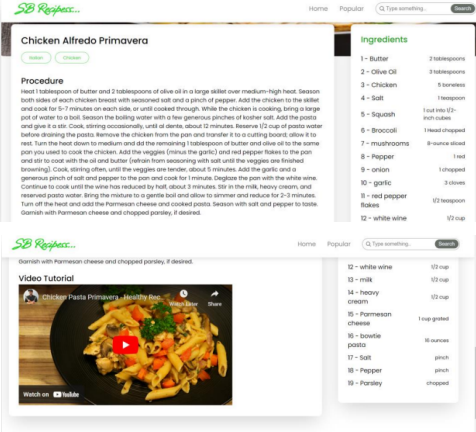 SB Recipess...
Home
Popular
Type something..
Search
Chicken Alfredo Primavera
Italian
Chicken
Procedure
Heat 1 tablespoon of butter and 2 tablespoons of olive oil in a large skillet over medium-high heat. Season
both sides of each chicken breast with seasoned salt and a pinch of pepper. Add the chicken to the skillet
and cook for 5-7 minutes on each side, or until cooked through. While the chicken is cooking, bring a large
pot of water to a boil. Season the boiling water with a few generous pinches of kosher salt. Add the pasta
and give it a stir. Cook, stirring occasionally, until al dente, about 12 minutes. Reserve 1/2 cup of pasta water
before draining the pasta. Remove the chicken from the pan and transfer it to a cutting board; allow it to
rest. Turn the heat down to medium and dd the remaining 1 tablespoon of butter and olive oil to the same
pan you used to cook the chicken. Add the veggies (minus the garlic) and red pepper flakes to the pan
and stir to coat with the oil and butter (refrain from seasoning with salt until the veggies are finished
browning). Cook, stirring often, until the veggies are tender, about 5 minutes. Add the garlic and a
generous pinch of salt and pepper to the pan and cook for 1 minute. Deglaze the pan with the white wine.
Continue to cook until the wine has reduced by half, about 3 minutes. Stir in the milk, heavy cream, and
reserved pasta water. Bring the mixture to a gentle boil and allow to simmer and reduce for 2-3 minutes.
Turn off the heat and add the Parmesan cheese and cooked pasta. Season with salt and pepper to taste.
Garnish with Parmesan cheese and chopped parsley, if desired.
Ingredients
1 - Butter 2 tablespoons
2 - Olive Oil 3 tablespoons
3 - Chicken 5 boneless
4 - Salt 1 teaspoon
5 - Squash 1 cut into 1/2-
inch cubes
6 - Broccoli 1 Head chopped
7 - mushrooms 8-ounce sliced
8 - Pepper 1 red
9 - onion 1 chopped
10 - garlic 3 cloves
11 - red pepper
flakes 1/2 teaspoon
12 - white wine 1/2 cup
SB Recipess...
Home
Popular
Type something..
Search
Garnish with Parmesan cheese and chopped parsley, if desired.
Video Tutorial
Chicken Pasta Primavera - Healthy Rec...
Watch later
Share
Watch on YouTube
12 - white wine 1/2 cup
13 - milk 1/2 cup
14 - heavy
cream 1/2 cup
15 - Parmesan
cheese 1 cup grated
16 - bowtie
pasta 16 ounces
17 - Salt pinch
18 - Pepper pinch
19 - Parsley chopped